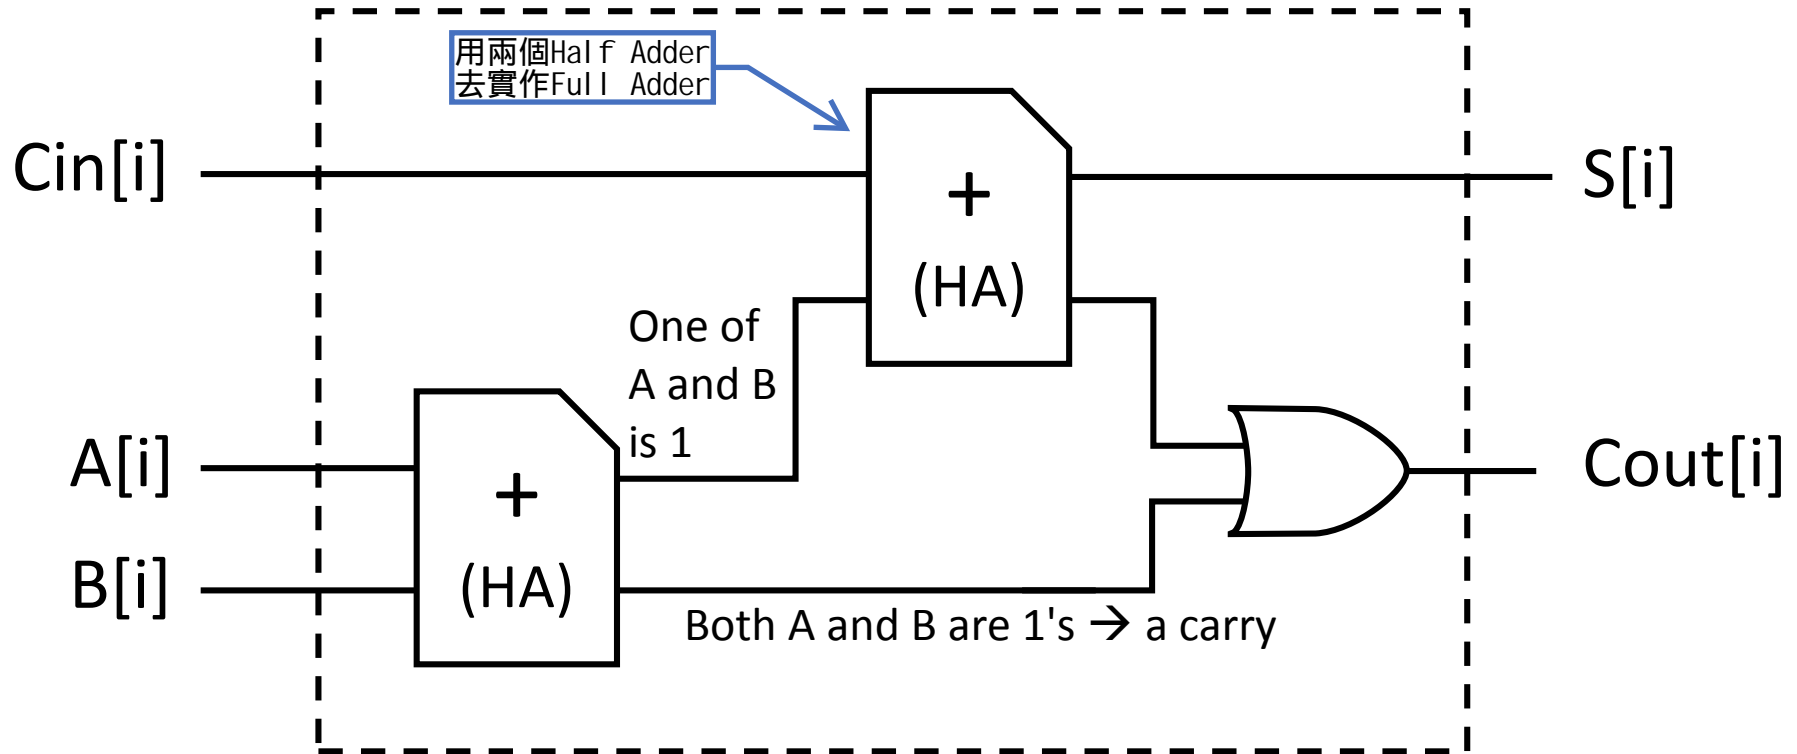 用兩個Half Adder
去實作Full Adder
Cin[i]
+
(HA)
S[i]
One of
A and B
is 1
A[i]
+
(HA)
B[i]
Cout[i]
Both A and B are 1's → a carry